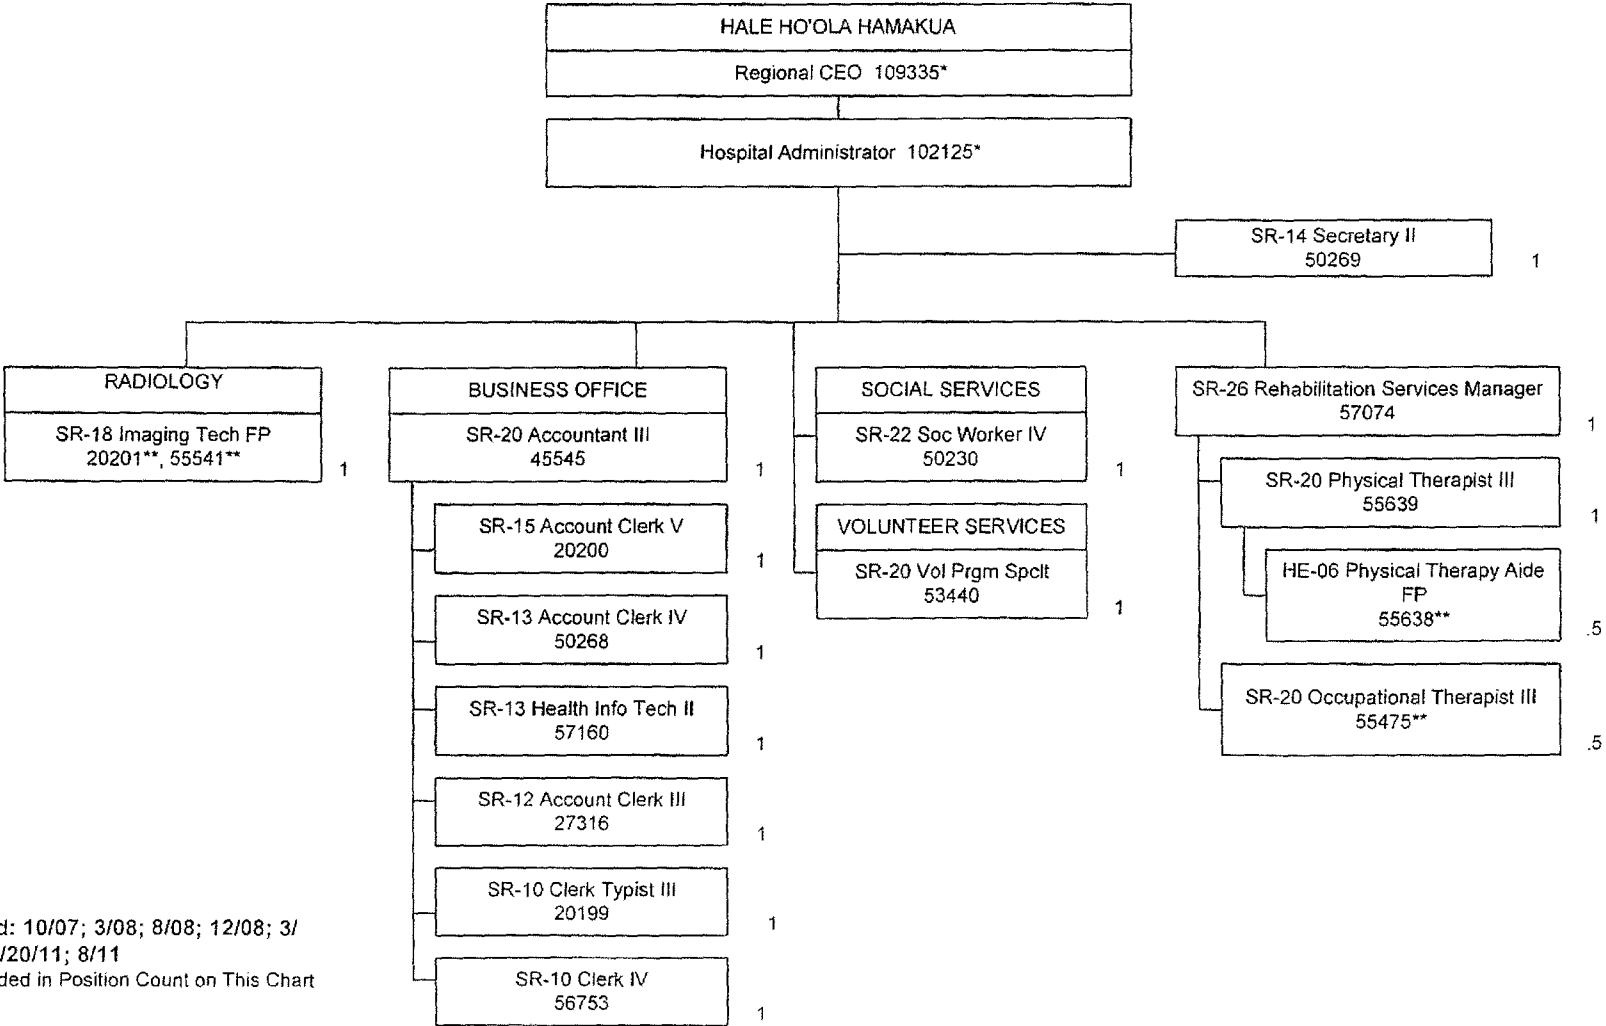 HALE HO'OLA HAMAKUA
Regional CEO 109335*
Hospital Administrator 102125*
SR-14 Secretary II
50269
1
RADIOLOGY
SR-18 Imaging Tech FP
20201**, 55541**
1
BUSINESS OFFICE
SR-20 Accountant III
45545
1
SR-15 Account Clerk V
20200
1
SR-13 Account Clerk IV
50268
1
SR-13 Health Info Tech II
57160
1
SR-12 Account Clerk III
27316
1
SR-10 Clerk Typist III
20199
1
SR-10 Clerk IV
56753
1
SOCIAL SERVICES
SR-22 Soc Worker IV
50230
1
VOLUNTEER SERVICES
SR-20 Vol Prgm Spclt
53440
1
SR-26 Rehabilitation Services Manager
57074
1
SR-20 Physical Therapist III
55639
1
HE-06 Physical Therapy Aide
FP
55638**
.5
SR-20 Occupational Therapist III
55475**
.5
d: 10/07; 3/08; 8/08; 12/08; 3/
/20/11; 8/11
ded in Position Count on This Chart